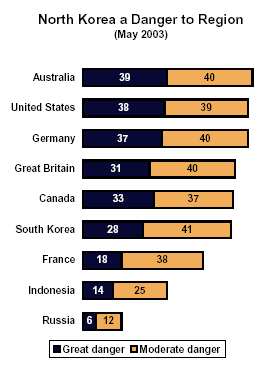 North Korea a Danger to Region
(May 2003)
Australia 39 40
United States 38 39
Germany 37 40
Great Britain 31 40
Canada 33 37
South Korea 28 41
France 18 38
Indonesia 14 25
Russia 6 12
Great danger Moderate danger